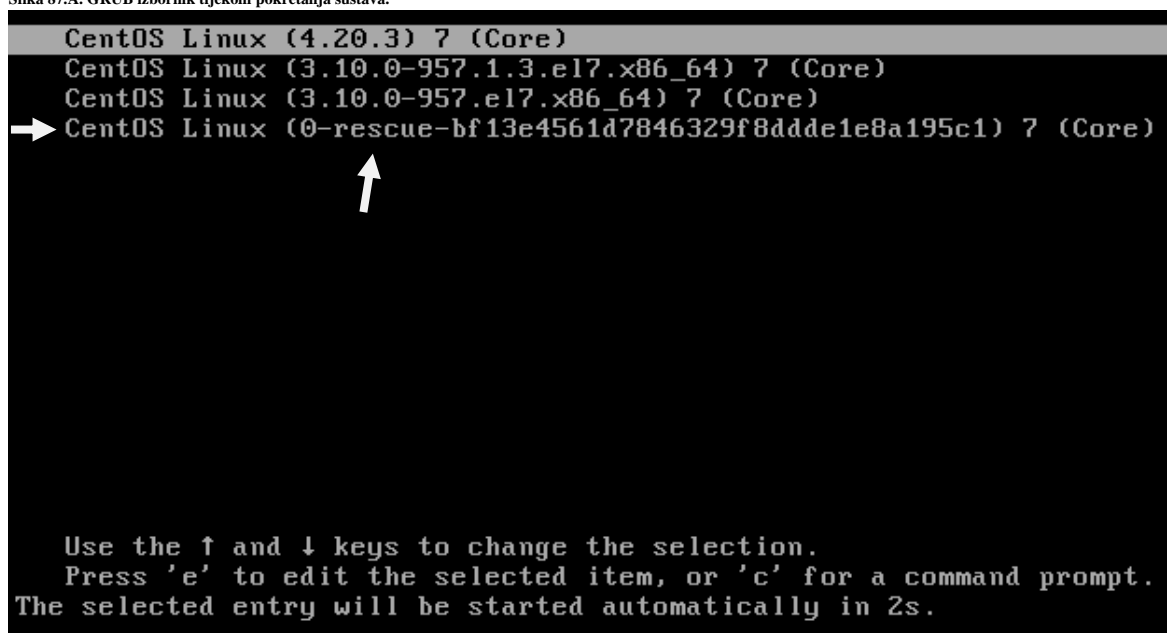 Slika 87.A. GRUB izbornik tijekom pokretanja sustava.
CentOS Linux (4.20.3) 7 (Core)
CentOS Linux (3.10.0-957.1.3.el7.x86_64) 7 (Core)
CentOS Linux (3.10.0-957.el7.x86_64) 7 (Core)
CentOS Linux (0-rescue-bf13e4561d7846329f8ddde1e8a195c1) 7 (Core)
Use the ↑ and ↓ keys to change the selection.
Press 'e' to edit the selected item, or 'c' for a command prompt.
The selected entry will be started automatically in 2s.